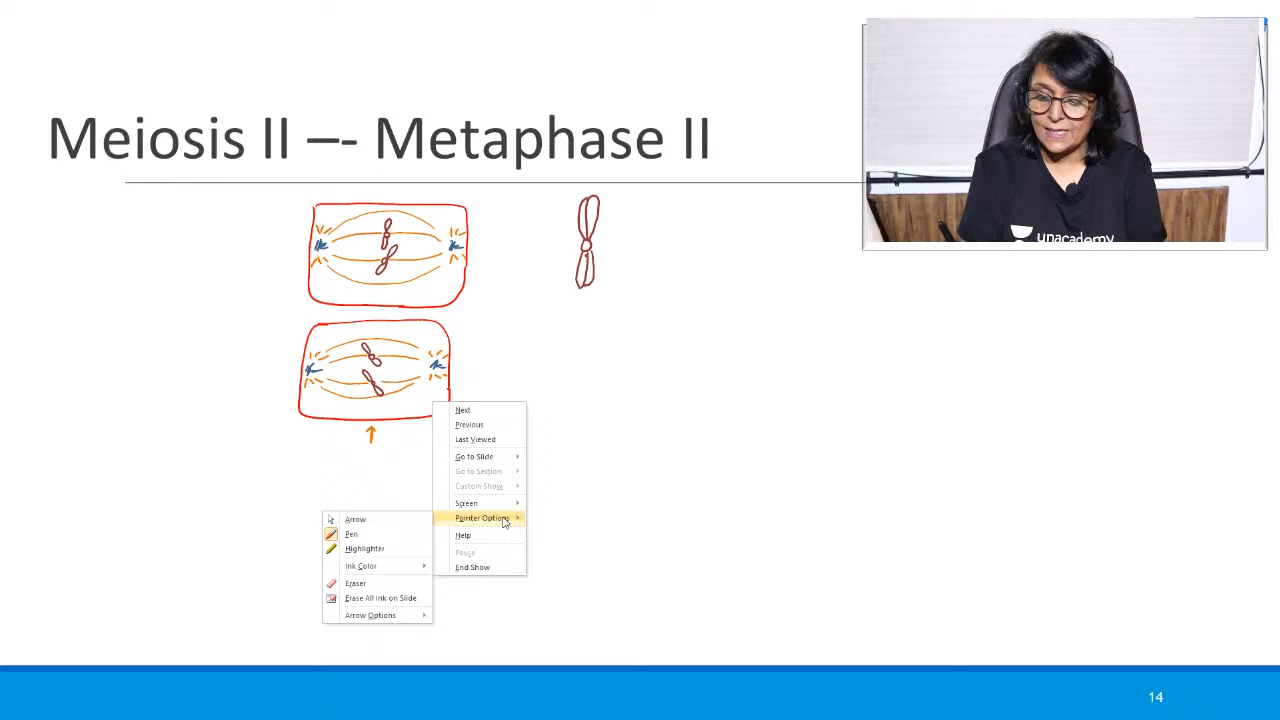 Meiosis II –- Metaphase II
unacademy
Next
Previous
Last Viewed
Go to Slide
Go to Section
Custom Show
Screen
Pointer Options
Help
Pause
End Show
Arrow
Pen
Highlighter
Ink Color
Eraser
Erase All Ink on Slide
Arrow Options
14